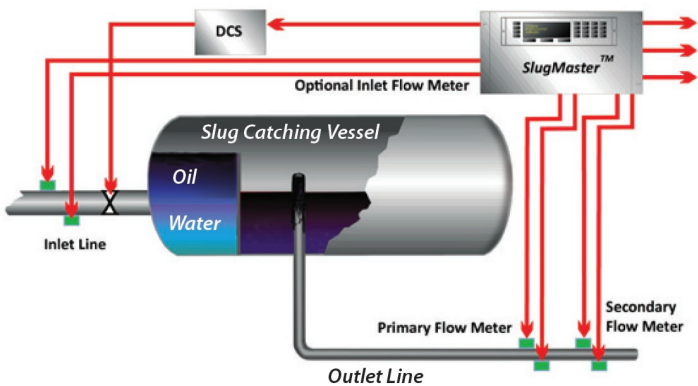 DCS
SlugMaster™
Optional Inlet Flow Meter
Slug Catching Vessel
Oil
Water
Inlet Line
Primary Flow Meter
Secondary
Flow Meter
Outlet Line